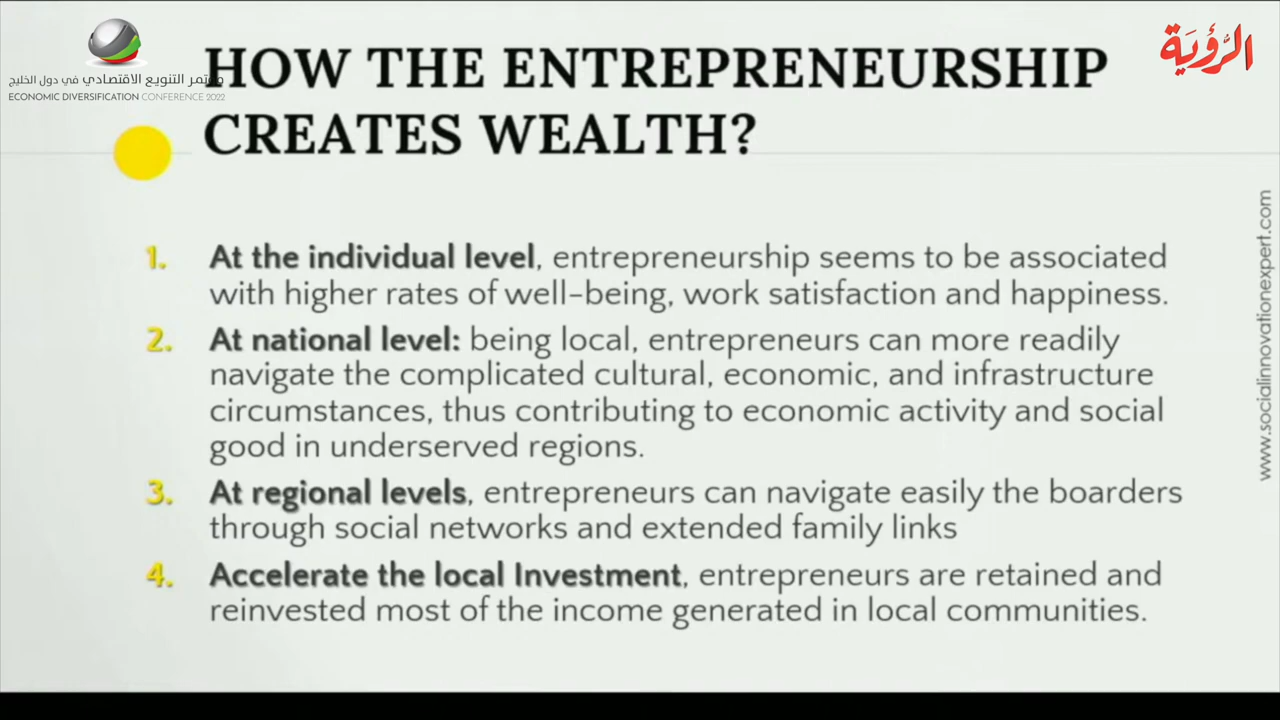 مؤتمر التنويع الاقتصادي في دول الخليج
ECONOMIC DIVERSIFICATION CONFERENCE 2022
الرُّؤيَة
HOW THE ENTREPRENEURSHIP
CREATES WEALTH?
1. At the individual level, entrepreneurship seems to be associated
with higher rates of well-being, work satisfaction and happiness.
2. At national level: being local, entrepreneurs can more readily
navigate the complicated cultural, economic, and infrastructure
circumstances, thus contributing to economic activity and social
good in underserved regions.
3. At regional levels, entrepreneurs can navigate easily the boarders
through social networks and extended family links
4. Accelerate the local Investment, entrepreneurs are retained and
reinvested most of the income generated in local communities.
www.socialinnovationexpert.com